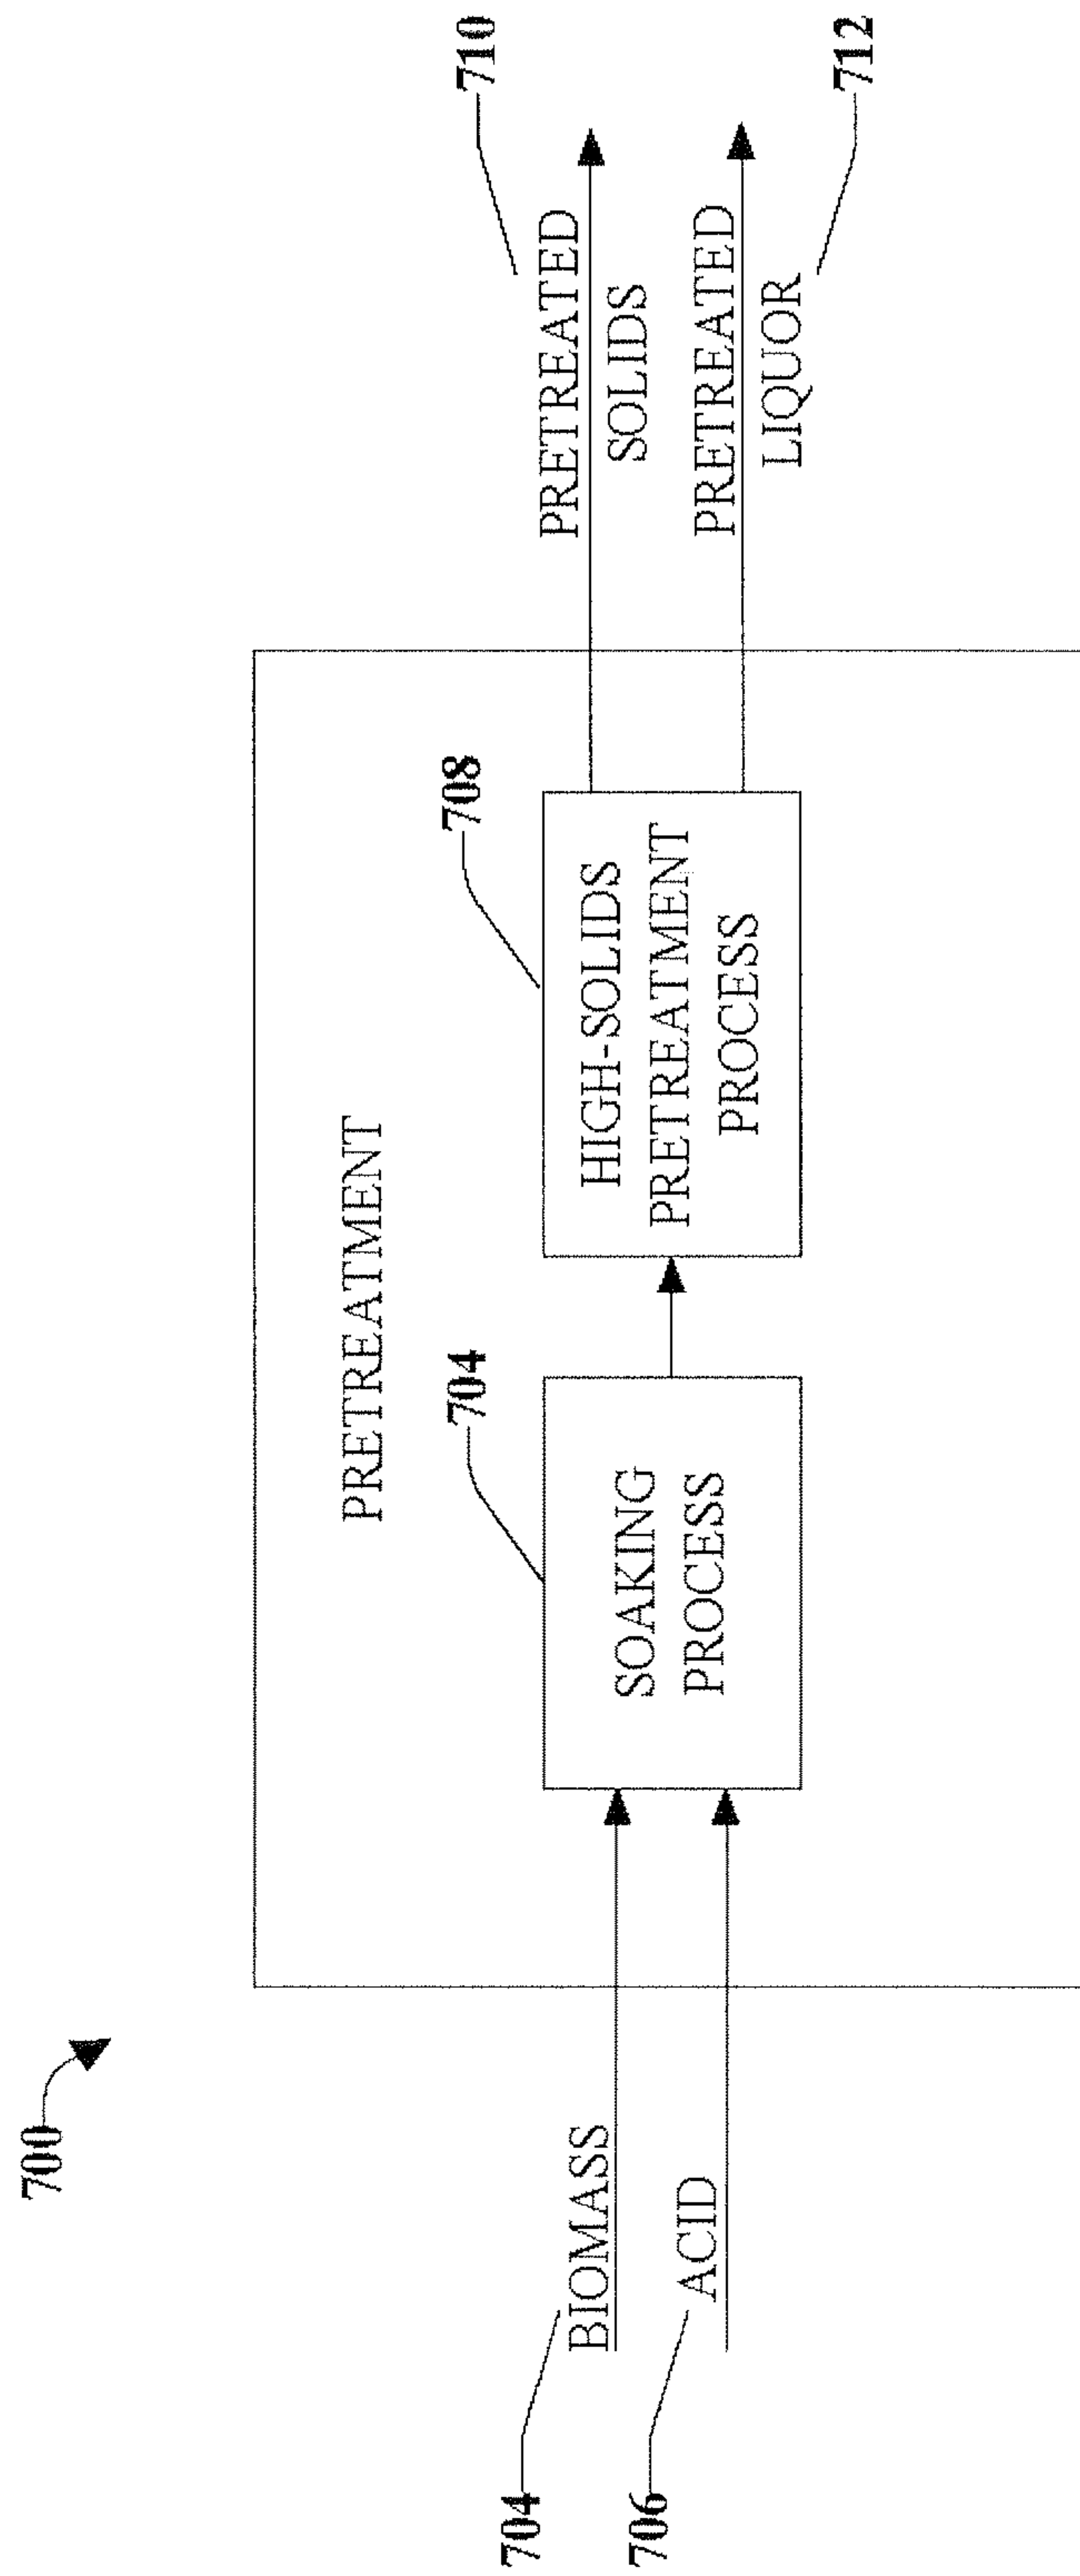 700
PRETREATMENT
704
BIOMASS
706
ACID
704
SOAKING
PROCESS
708
HIGH-SOLIDS
PRETREATMENT
PROCESS
710
PRETREATED
SOLIDS
PRETREATED
LIQUOR
712